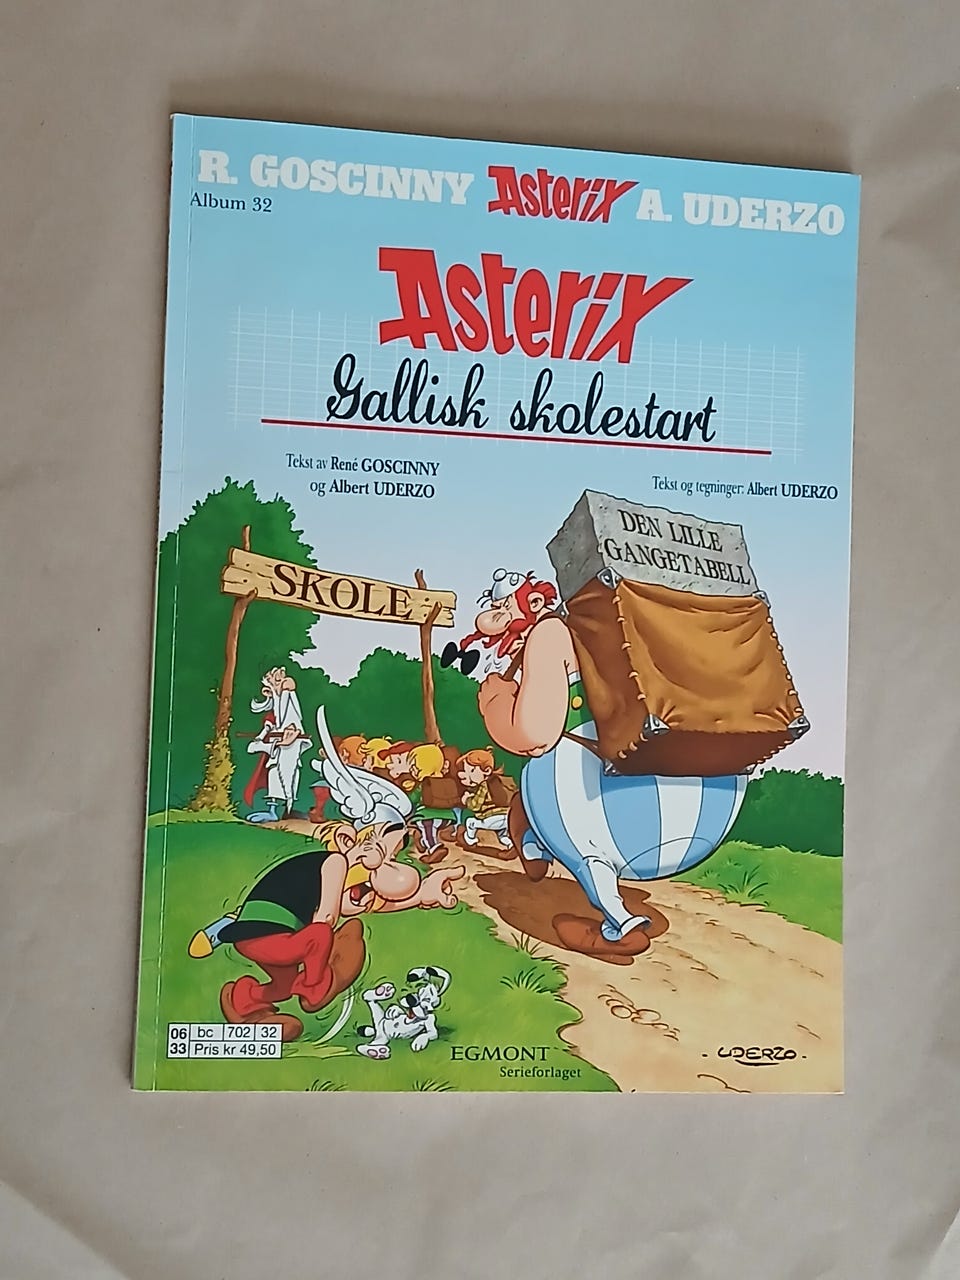 R. GOSCINNY Asterix A. UDERZO
Album 32
Asterix
Gallisk skolestart
Tekst av René GOSCINNY
og Albert UDERZO
Tekst og tegninger: Albert UDERZO
DEN LILLE
GANGETABELL
SKOLE
06 bc 702 32
33 Pris kr 49,50
EGMONT
Serieforlaget
- UDERZO -